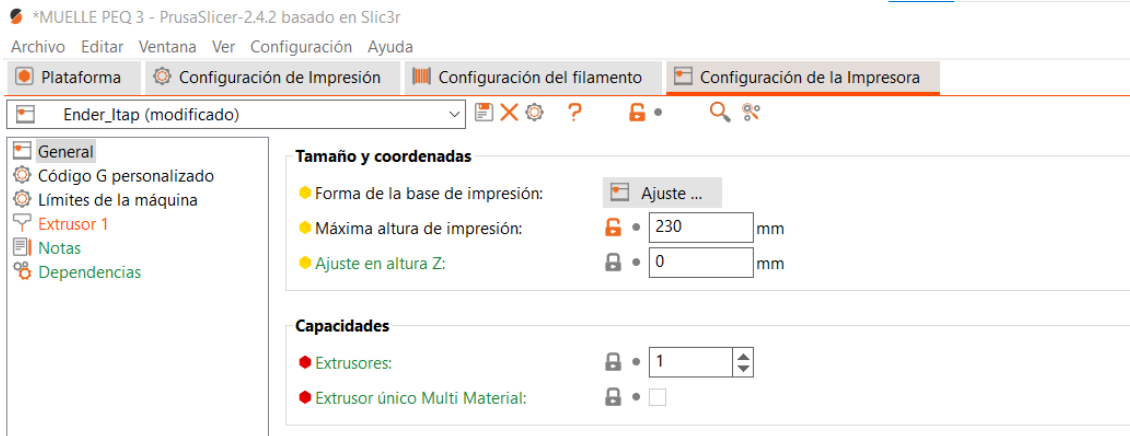 *MUELLE PEQ 3 - PrusaSlicer-2.4.2 basado en Slic3r
Archivo Editar Ventana Ver Configuración Ayuda
Plataforma Configuración de Impresión Configuración del filamento Configuración de la Impresora
Ender_Itap (modificado)
General
Código G personalizado
Límites de la máquina
Extrusor 1
Notas
Dependencias
Tamaño y coordenadas
Forma de la base de impresión: Ajuste ...
Máxima altura de impresión: 230 mm
Ajuste en altura Z: 0 mm
Capacidades
Extrusores: 1
Extrusor único Multi Material: